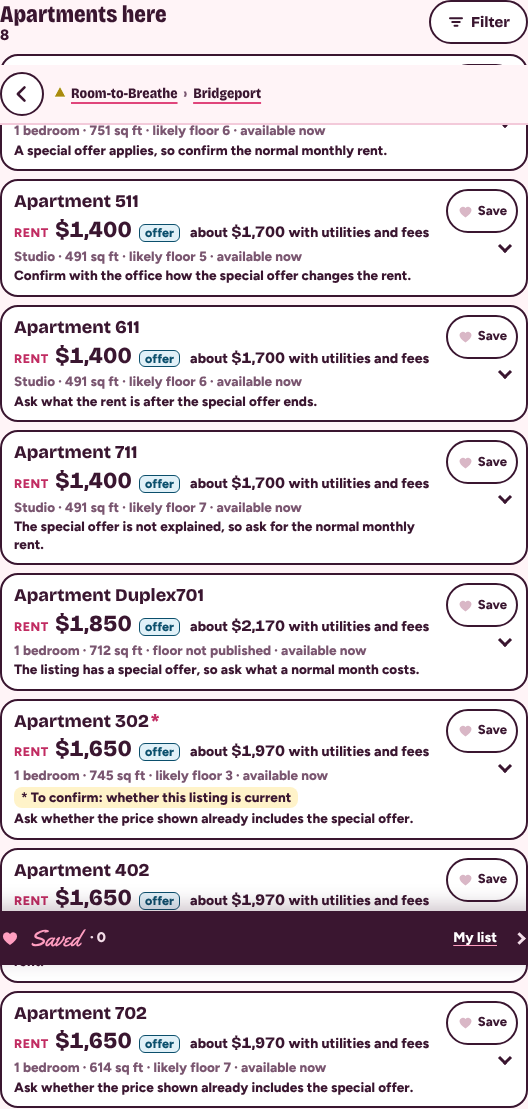 Apartments here
8
Filter
Room-to-Breathe › Bridgeport
1 bedroom · 751 sq ft · likely floor 6 · available now
A special offer applies, so confirm the normal monthly rent.
Apartment 511
Save
RENT $1,400 offer about $1,700 with utilities and fees
Studio · 491 sq ft · likely floor 5 · available now
Confirm with the office how the special offer changes the rent.
Apartment 611
Save
RENT $1,400 offer about $1,700 with utilities and fees
Studio · 491 sq ft · likely floor 6 · available now
Ask what the rent is after the special offer ends.
Apartment 711
Save
RENT $1,400 offer about $1,700 with utilities and fees
Studio · 491 sq ft · likely floor 7 · available now
The special offer is not explained, so ask for the normal monthly
rent.
Apartment Duplex701
Save
RENT $1,850 offer about $2,170 with utilities and fees
1 bedroom · 712 sq ft · floor not published · available now
The listing has a special offer, so ask what a normal month costs.
Apartment 302*
Save
RENT $1,650 offer about $1,970 with utilities and fees
1 bedroom · 745 sq ft · likely floor 3 · available now
* To confirm: whether this listing is current
Ask whether the price shown already includes the special offer.
Apartment 402
Save
RENT $1,650 offer about $1,970 with utilities and fees
Saved · 0
My list
Apartment 702
Save
RENT $1,650 offer about $1,970 with utilities and fees
1 bedroom · 614 sq ft · likely floor 7 · available now
Ask whether the price shown already includes the special offer.